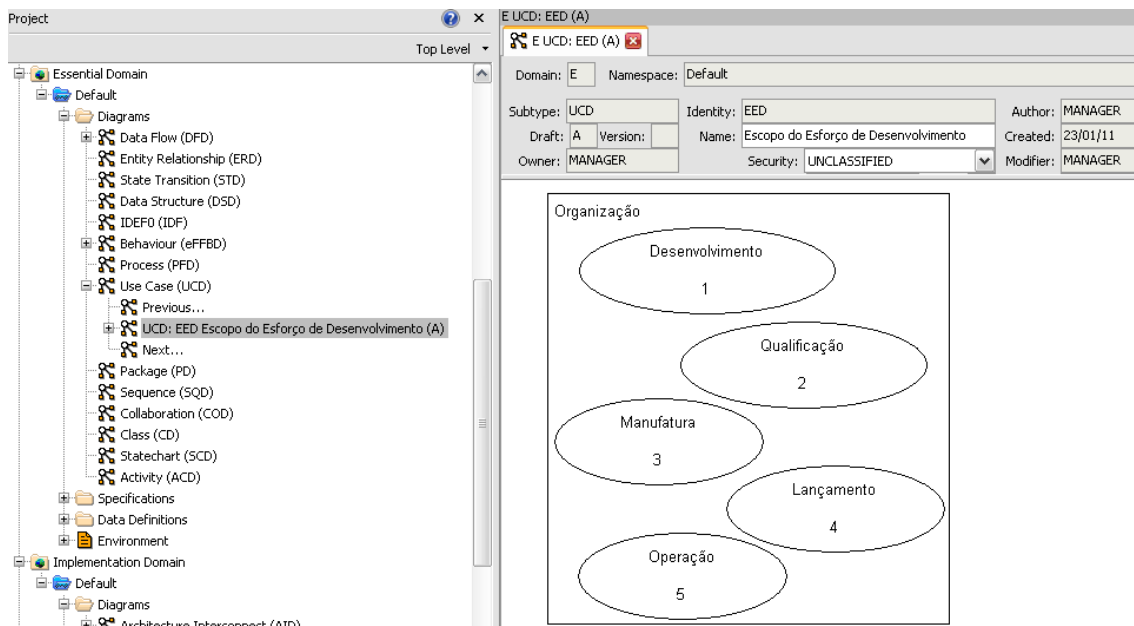 Project
Top Level
Essential Domain
Default
Diagrams
Data Flow (DFD)
Entity Relationship (ERD)
State Transition (STD)
Data Structure (DSD)
IDEF0 (IDF)
Behaviour (eFFBD)
Process (PFD)
Use Case (UCD)
Previous...
UCD: EED Escopo do Esforço de Desenvolvimento (A)
Next...
Package (PD)
Sequence (SQD)
Collaboration (COD)
Class (CD)
Statechart (SCD)
Activity (ACD)
Specifications
Data Definitions
Environment
Implementation Domain
Default
Diagrams
Architecture Interconnect (AID)
E UCD: EED (A)
E UCD: EED (A)
Domain: E Namespace: Default
Subtype: UCD Identity: EED Author: MANAGER
Draft: A Version: Name: Escopo do Esforço de Desenvolvimento Created: 23/01/11
Owner: MANAGER Security: UNCLASSIFIED Modifier: MANAGER
Organização
Desenvolvimento
1
Qualificação
2
Manufatura
3
Lançamento
4
Operação
5